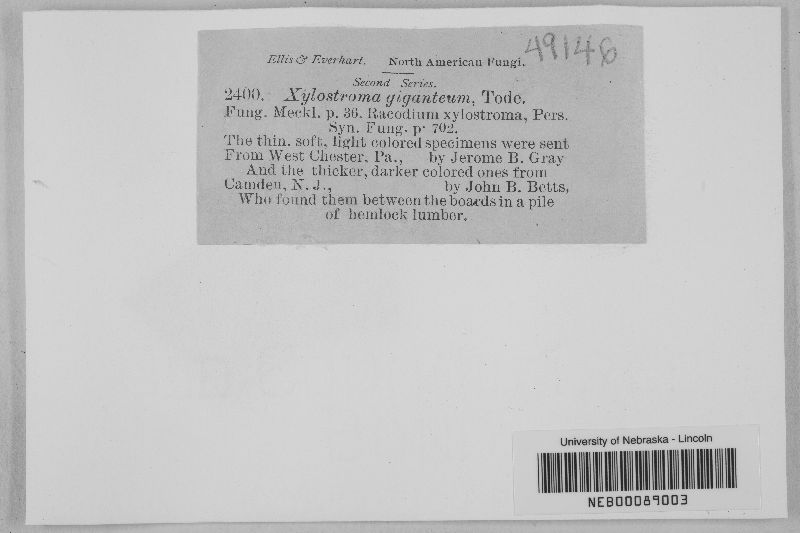 49146
Ellis & Everhart. North American Fungi.
Second Series.
2400. Xylostroma giganteum, Tode.
Fung. Meckl. p. 36. Racodium xylostroma, Pers.
Syn. Fung. p. 702.
The thin, soft, light colored specimens were sent
From West Chester, Pa., by Jerome B. Gray
And the thicker, darker colored ones from
Camden, N. J., by John B. Betts,
Who found them between the boards in a pile
of hemlock lumber.
University of Nebraska - Lincoln
NEB00089003